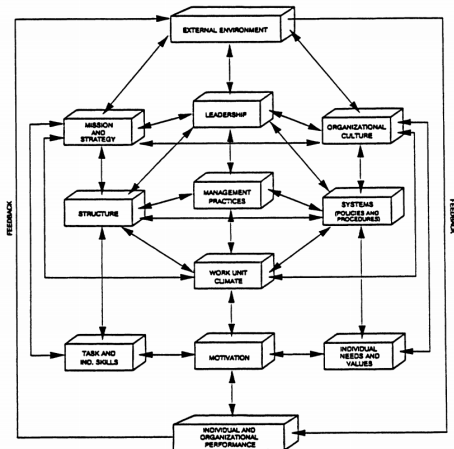 EXTERNAL ENVIRONMENT
MISSION
AND
STRATEGY
LEADERSHIP
ORGANIZATIONAL
CULTURE
STRUCTURE
MANAGEMENT
PRACTICES
SYSTEMS
(POLICIES AND
PROCEDURES)
FEEDBACK
FEEDBACK
WORK UNIT
CLIMATE
TASK AND
IND. SKILLS
MOTIVATION
INDIVIDUAL
NEEDS AND
VALUES
INDIVIDUAL AND
ORGANIZATIONAL
PERFORMANCE